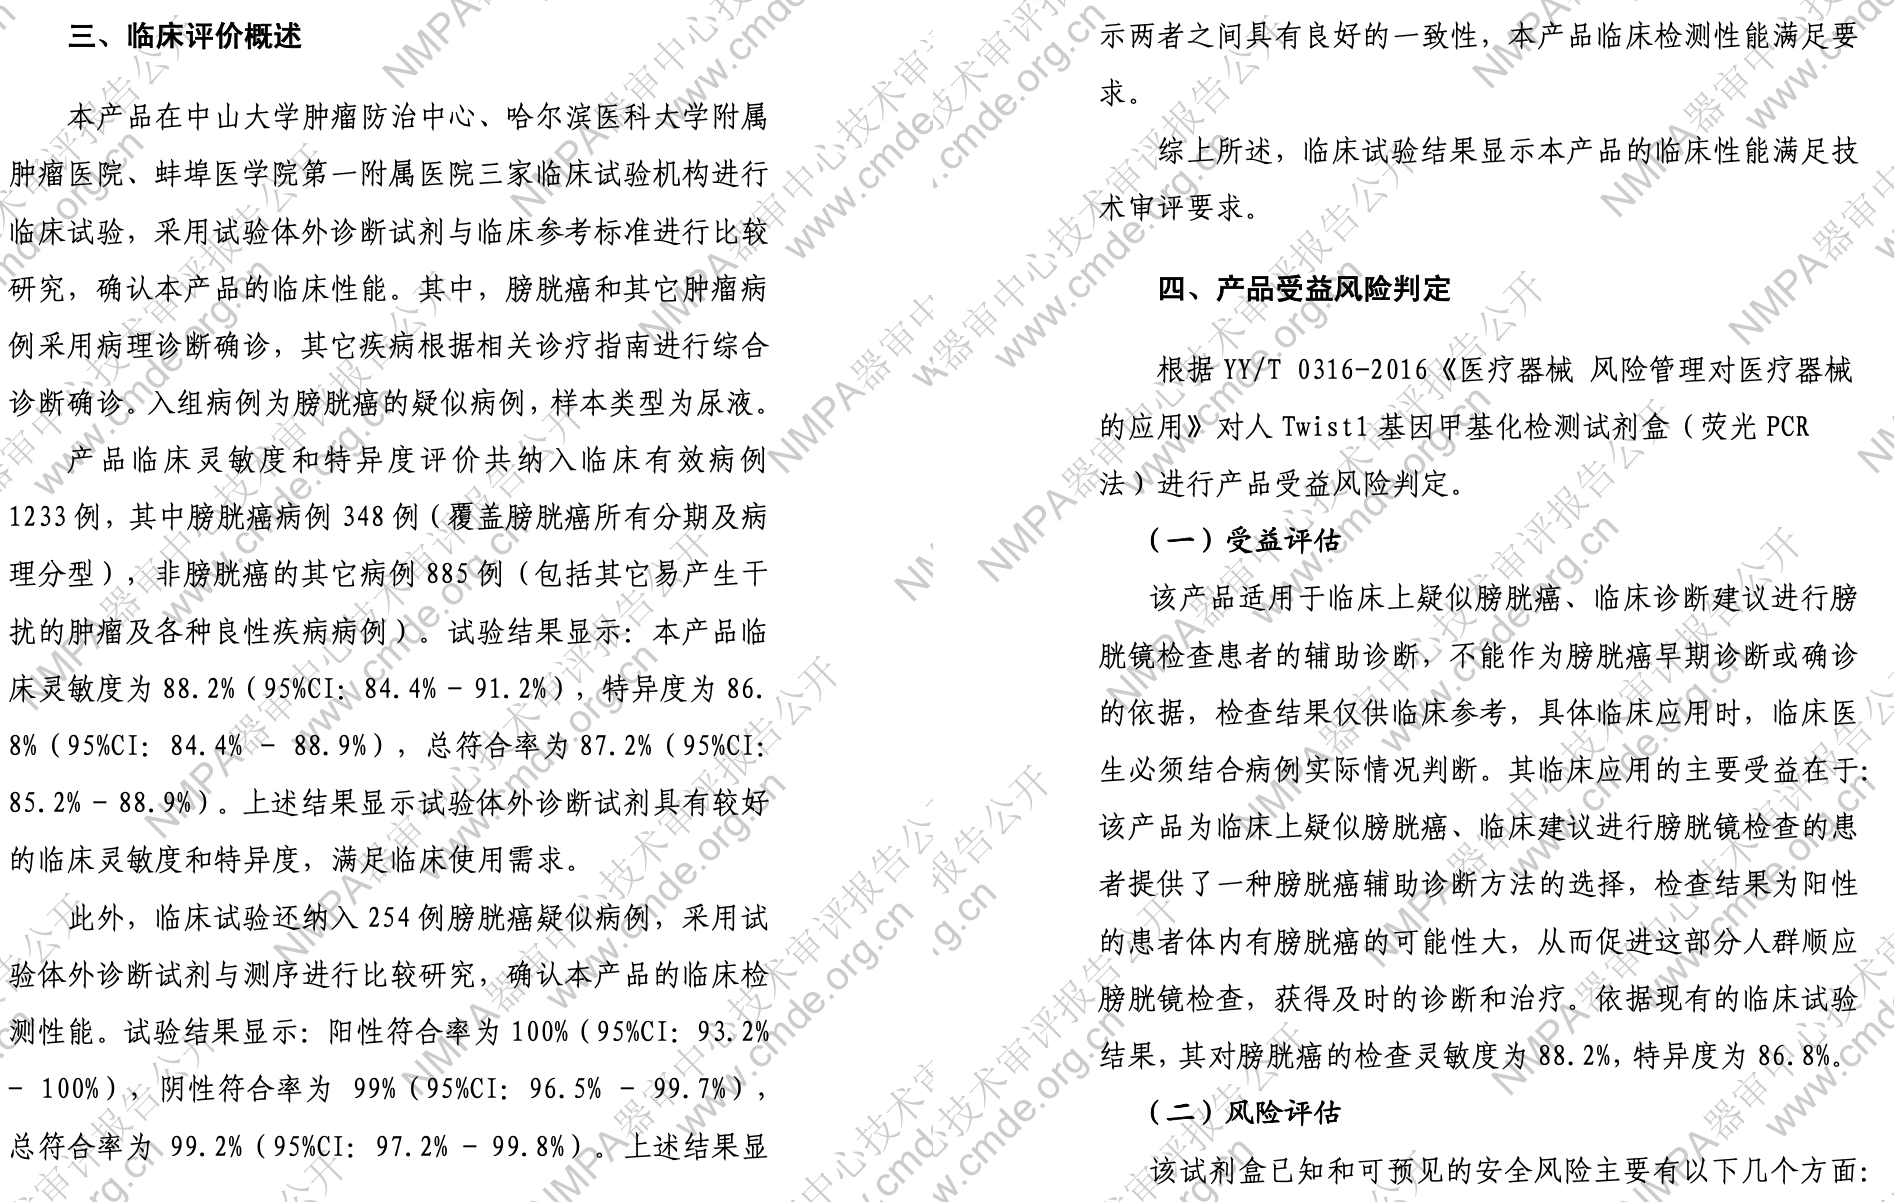 三、临床评价概述
本产品在中山大学肿瘤防治中心、哈尔滨医科大学附属
肿瘤医院、蚌埠医学院第一附属医院三家临床试验机构进行
临床试验，采用试验体外诊断试剂与临床参考标准进行比较
研究，确认本产品的临床性能。其中，膀胱癌和其它肿瘤病
例采用病理诊断确诊，其它疾病根据相关诊疗指南进行综合
诊断确诊。入组病例为膀胱癌的疑似病例，样本类型为尿液。
产品临床灵敏度和特异度评价共纳入临床有效病例
1233例，其中膀胱癌病例 348 例（覆盖膀胱癌所有分期及病
理分型），非膀胱癌的其它病例 885 例（包括其它易产生干
扰的肿瘤及各种良性疾病病例）。试验结果显示：本产品临
床灵敏度为 88.2%（95%CI：84.4% - 91.2%），特异度为 86.
8%（95%CI：84.4% - 88.9%），总符合率为 87.2%（95%CI：
85.2% - 88.9%）。上述结果显示试验体外诊断试剂具有较好
的临床灵敏度和特异度，满足临床使用需求。
此外，临床试验还纳入 254 例膀胱癌疑似病例，采用试
验体外诊断试剂与测序进行比较研究，确认本产品的临床检
测性能。试验结果显示：阳性符合率为 100%（95%CI：93.2%
- 100%），阴性符合率为 99%（95%CI：96.5% - 99.7%），
总符合率为 99.2%（95%CI：97.2% - 99.8%）。上述结果显
示两者之间具有良好的一致性，本产品临床检测性能满足要
求。
综上所述，临床试验结果显示本产品的临床性能满足技
术审评要求。
四、产品受益风险判定
根据 YY/T 0316-2016《医疗器械 风险管理对医疗器械
的应用》对人 Twist1 基因甲基化检测试剂盒（荧光 PCR
法）进行产品受益风险判定。
（一）受益评估
该产品适用于临床上疑似膀胱癌、临床诊断建议进行膀
胱镜检查患者的辅助诊断，不能作为膀胱癌早期诊断或确诊
的依据，检查结果仅供临床参考，具体临床应用时，临床医
生必须结合病例实际情况判断。其临床应用的主要受益在于：
该产品为临床上疑似膀胱癌、临床建议进行膀胱镜检查的患
者提供了一种膀胱癌辅助诊断方法的选择，检查结果为阳性
的患者体内有膀胱癌的可能性大，从而促进这部分人群顺应
膀胱镜检查，获得及时的诊断和治疗。依据现有的临床试验
结果，其对膀胱癌的检查灵敏度为 88.2%，特异度为 86.8%。
（二）风险评估
该试剂盒已知和可预见的安全风险主要有以下几个方面：
NMPA器审中心技术审评报告公开
www.cmde.org.cn